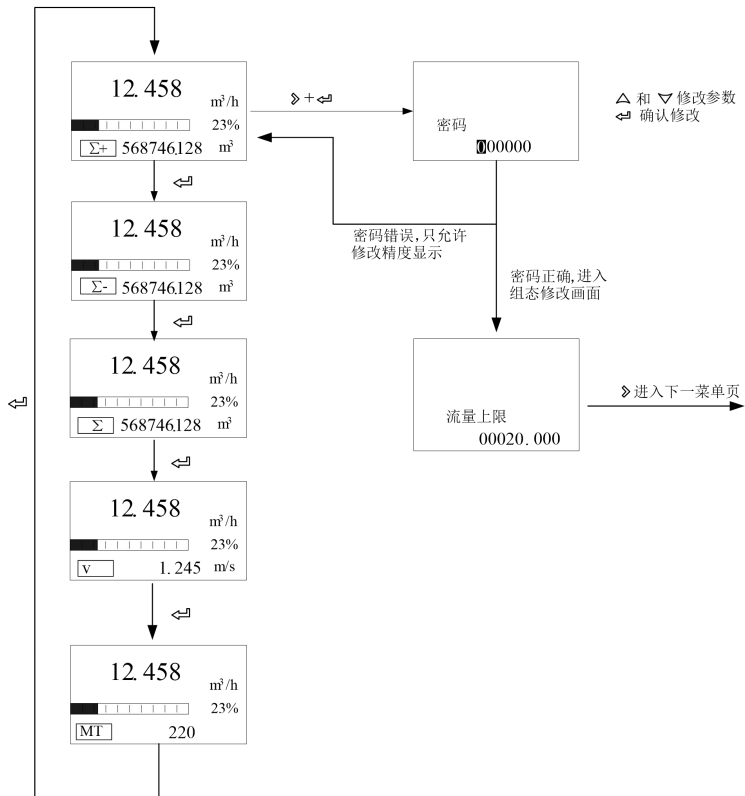 12.458
m³/h
23%
Σ+ 568746.128 m³
12.458
m³/h
23%
Σ- 568746.128 m³
12.458
m³/h
23%
Σ 568746.128 m³
12.458
m³/h
23%
v 1.245 m/s
12.458
m³/h
23%
MT 220
+
密码
000000
和 修改参数
确认修改
密码错误,只允许
修改精度显示
密码正确,进入
组态修改画面
流量上限
00020.000
进入下一菜单页